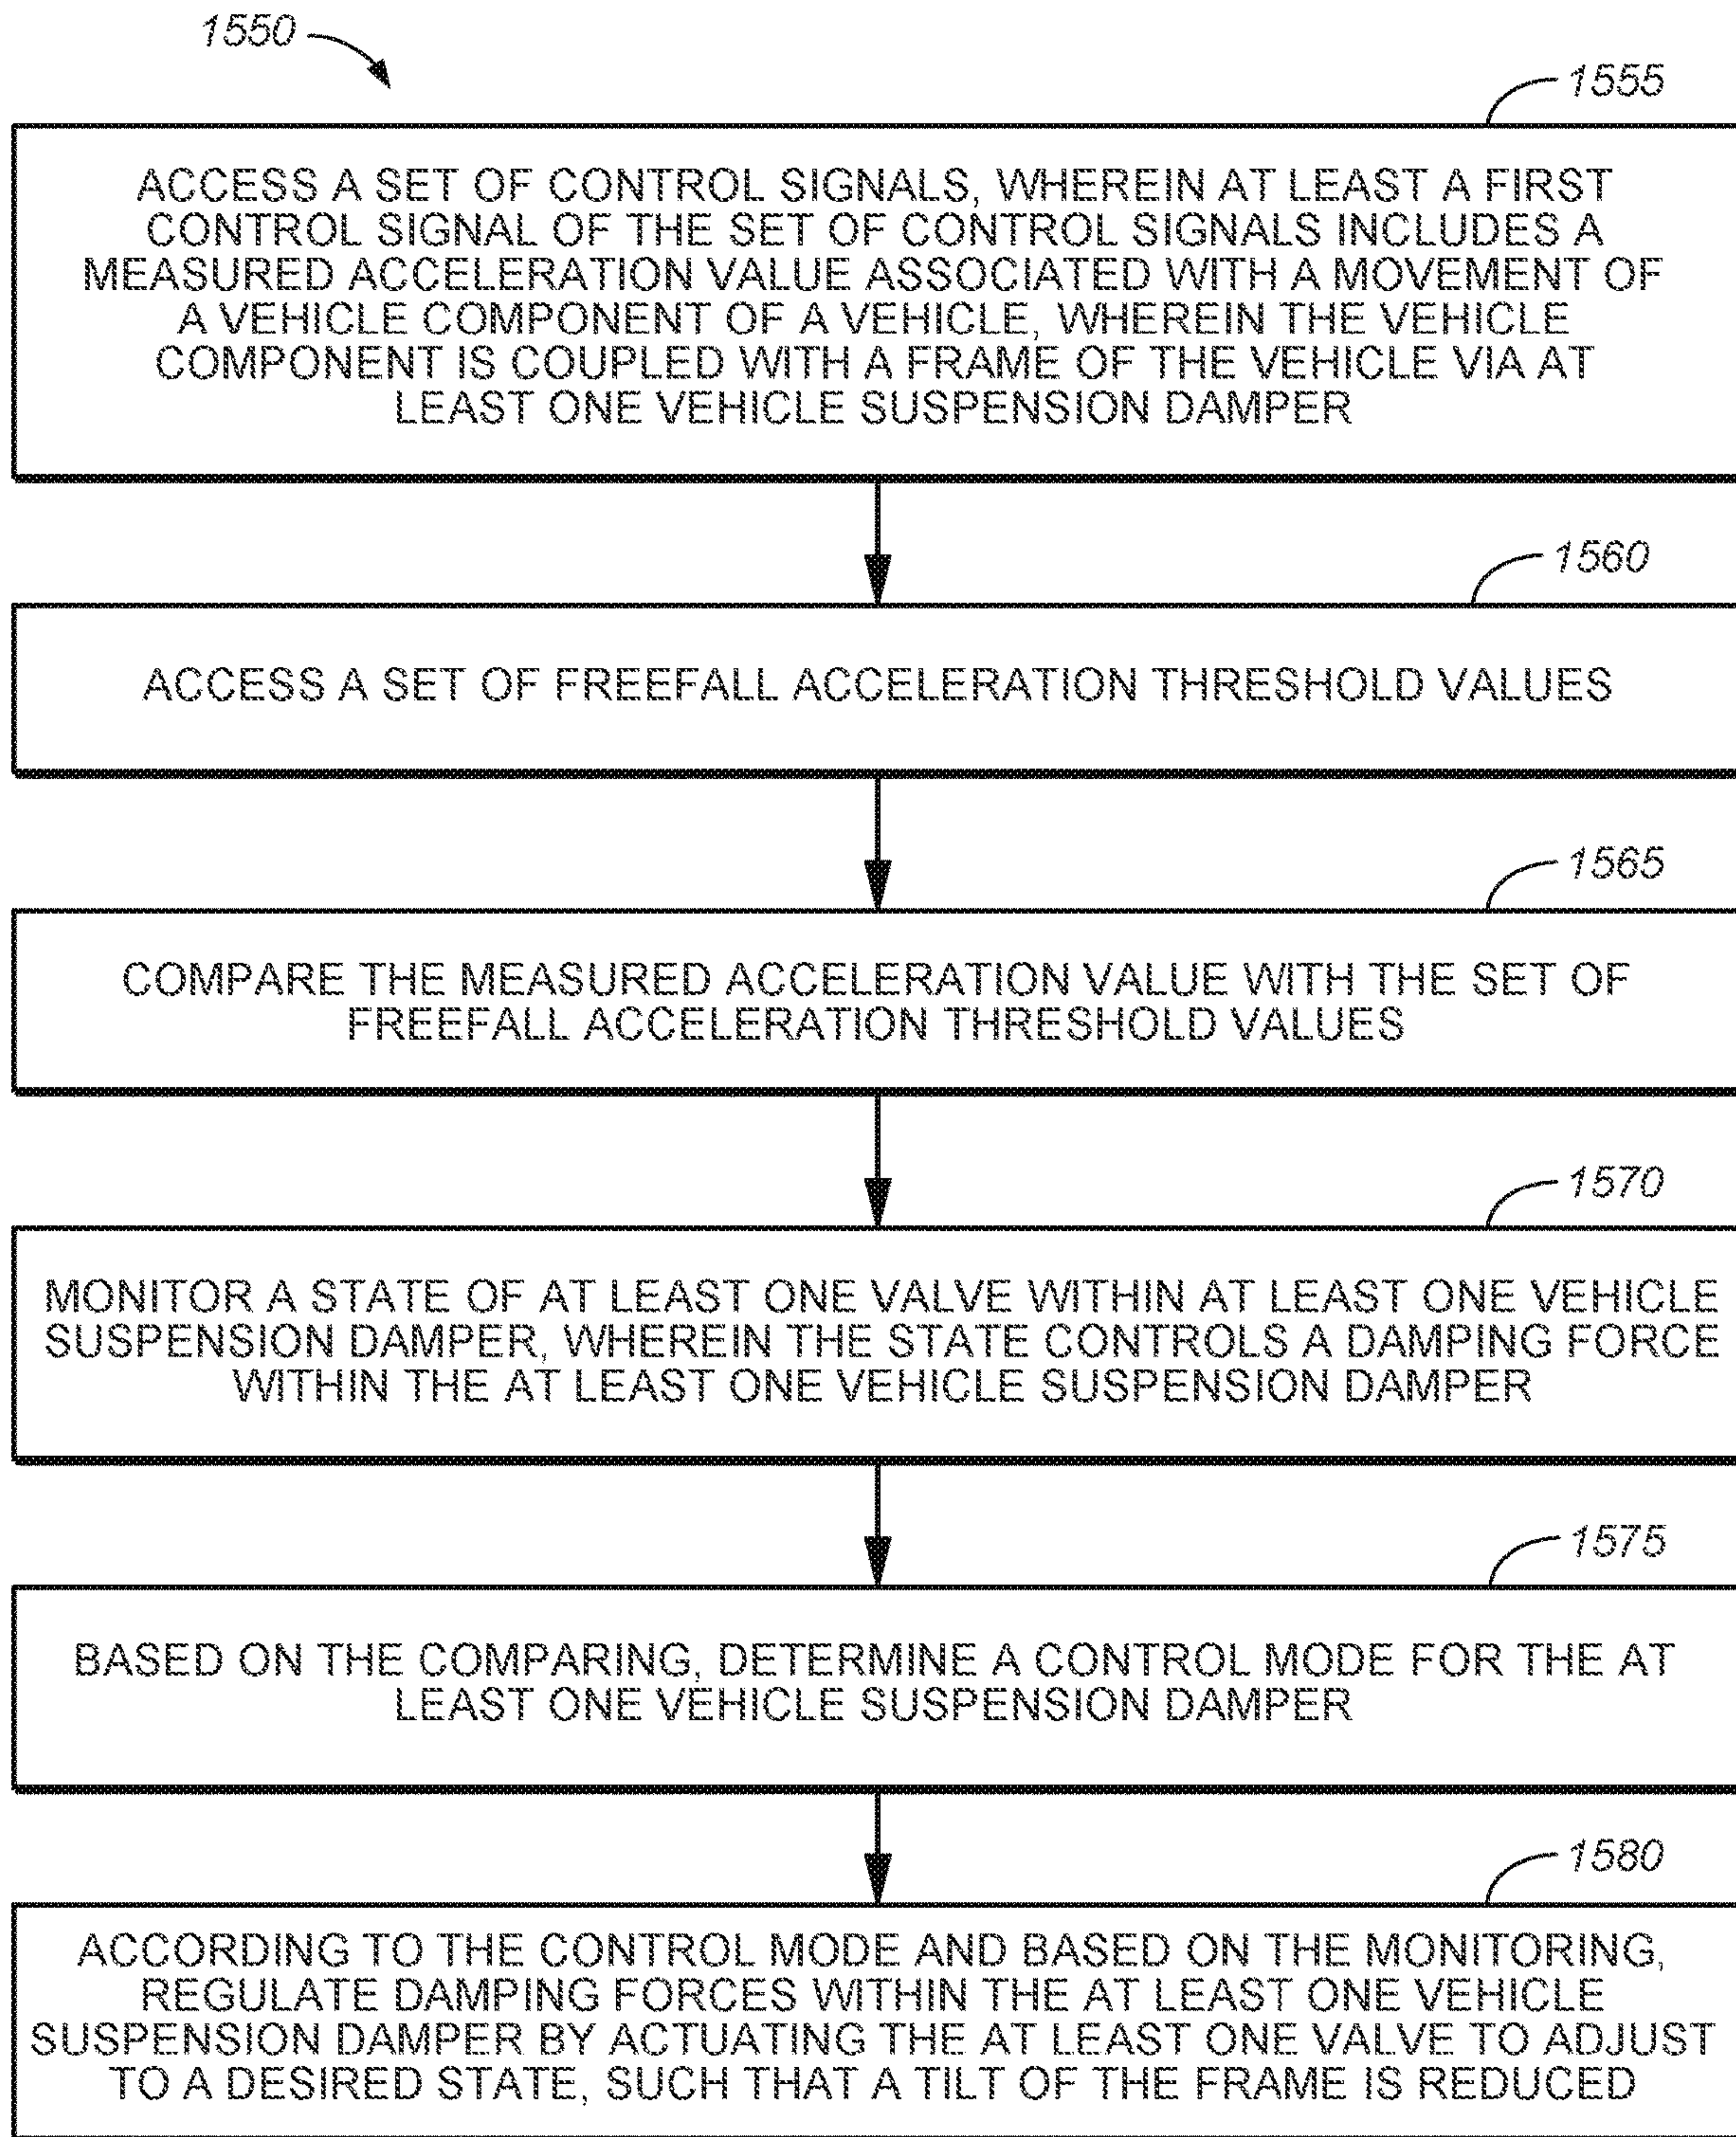 1550
1555
ACCESS A SET OF CONTROL SIGNALS, WHEREIN AT LEAST A FIRST
CONTROL SIGNAL OF THE SET OF CONTROL SIGNALS INCLUDES A
MEASURED ACCELERATION VALUE ASSOCIATED WITH A MOVEMENT OF
A VEHICLE COMPONENT OF A VEHICLE, WHEREIN THE VEHICLE
COMPONENT IS COUPLED WITH A FRAME OF THE VEHICLE VIA AT
LEAST ONE VEHICLE SUSPENSION DAMPER
1560
ACCESS A SET OF FREEFALL ACCELERATION THRESHOLD VALUES
1565
COMPARE THE MEASURED ACCELERATION VALUE WITH THE SET OF
FREEFALL ACCELERATION THRESHOLD VALUES
1570
MONITOR A STATE OF AT LEAST ONE VALVE WITHIN AT LEAST ONE VEHICLE
SUSPENSION DAMPER, WHEREIN THE STATE CONTROLS A DAMPING FORCE
WITHIN THE AT LEAST ONE VEHICLE SUSPENSION DAMPER
1575
BASED ON THE COMPARING, DETERMINE A CONTROL MODE FOR THE AT
LEAST ONE VEHICLE SUSPENSION DAMPER
1580
ACCORDING TO THE CONTROL MODE AND BASED ON THE MONITORING,
REGULATE DAMPING FORCES WITHIN THE AT LEAST ONE VEHICLE
SUSPENSION DAMPER BY ACTUATING THE AT LEAST ONE VALVE TO ADJUST
TO A DESIRED STATE, SUCH THAT A TILT OF THE FRAME IS REDUCED